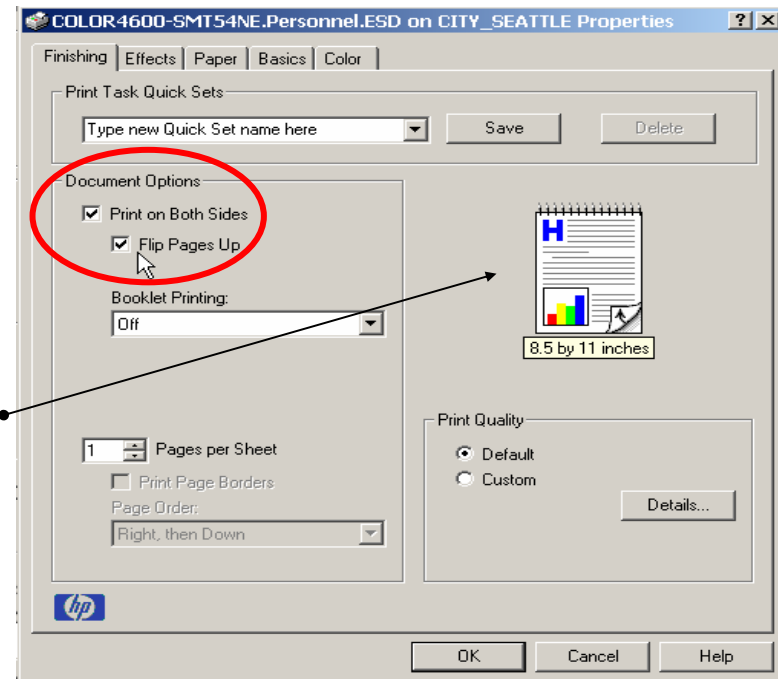 COLOR4600-SMT54NE.Personnel.ESD on CITY_SEATTLE Properties
Finishing Effects Paper Basics Color
Print Task Quick Sets
Type new Quick Set name here Save Delete
Document Options
Print on Both Sides
Flip Pages Up
Booklet Printing:
Off
1 Pages per Sheet
Print Page Borders
Page Order:
Right, then Down
H
8.5 by 11 inches
Print Quality
Default
Custom
Details...
hp
OK Cancel Help